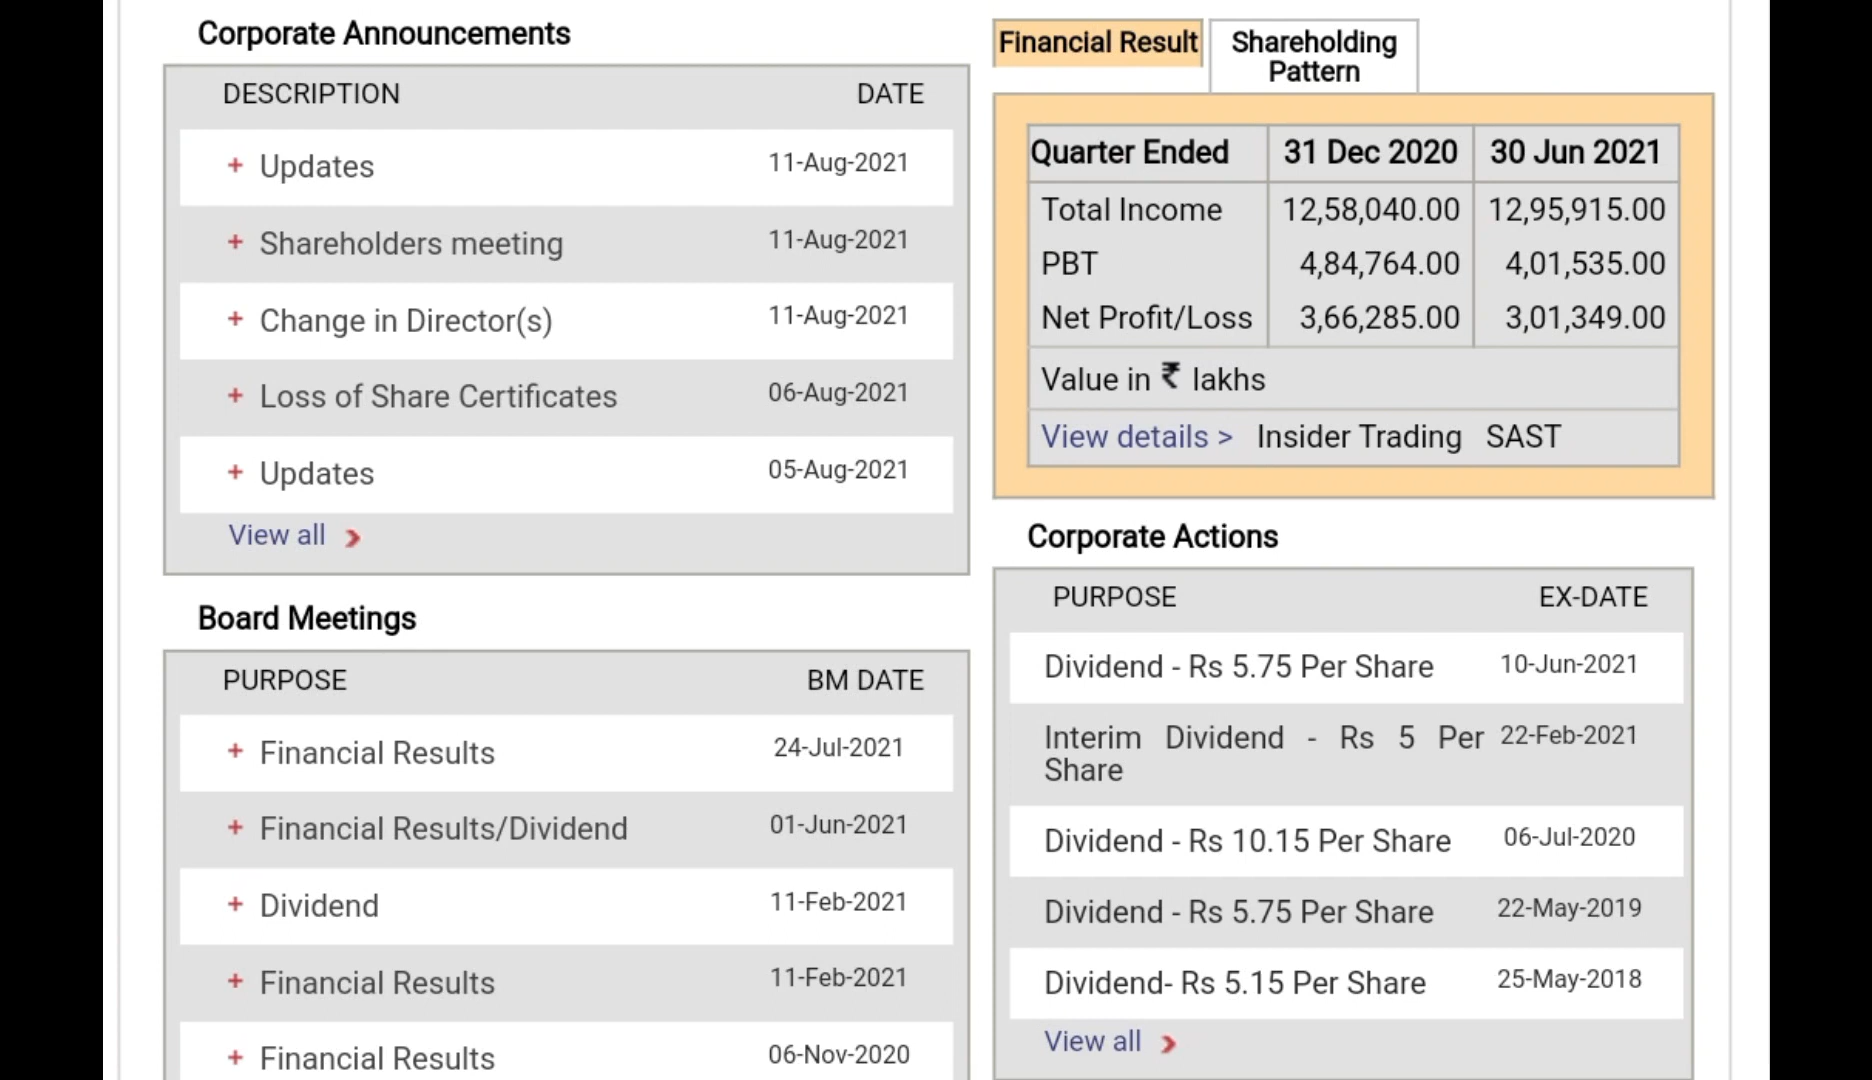 Corporate Announcements
DESCRIPTION DATE
+ Updates 11-Aug-2021
+ Shareholders meeting 11-Aug-2021
+ Change in Director(s) 11-Aug-2021
+ Loss of Share Certificates 06-Aug-2021
+ Updates 05-Aug-2021
View all >
Board Meetings
PURPOSE BM DATE
+ Financial Results 24-Jul-2021
+ Financial Results/Dividend 01-Jun-2021
+ Dividend 11-Feb-2021
+ Financial Results 11-Feb-2021
+ Financial Results 06-Nov-2020
Financial Result
Shareholding
Pattern
Quarter Ended 31 Dec 2020 30 Jun 2021
Total Income 12,58,040.00 12,95,915.00
PBT 4,84,764.00 4,01,535.00
Net Profit/Loss 3,66,285.00 3,01,349.00
Value in ₹ lakhs
View details > Insider Trading SAST
Corporate Actions
PURPOSE EX-DATE
Dividend - Rs 5.75 Per Share 10-Jun-2021
Interim Dividend - Rs 5 Per 22-Feb-2021
Share
Dividend - Rs 10.15 Per Share 06-Jul-2020
Dividend - Rs 5.75 Per Share 22-May-2019
Dividend- Rs 5.15 Per Share 25-May-2018
View all >